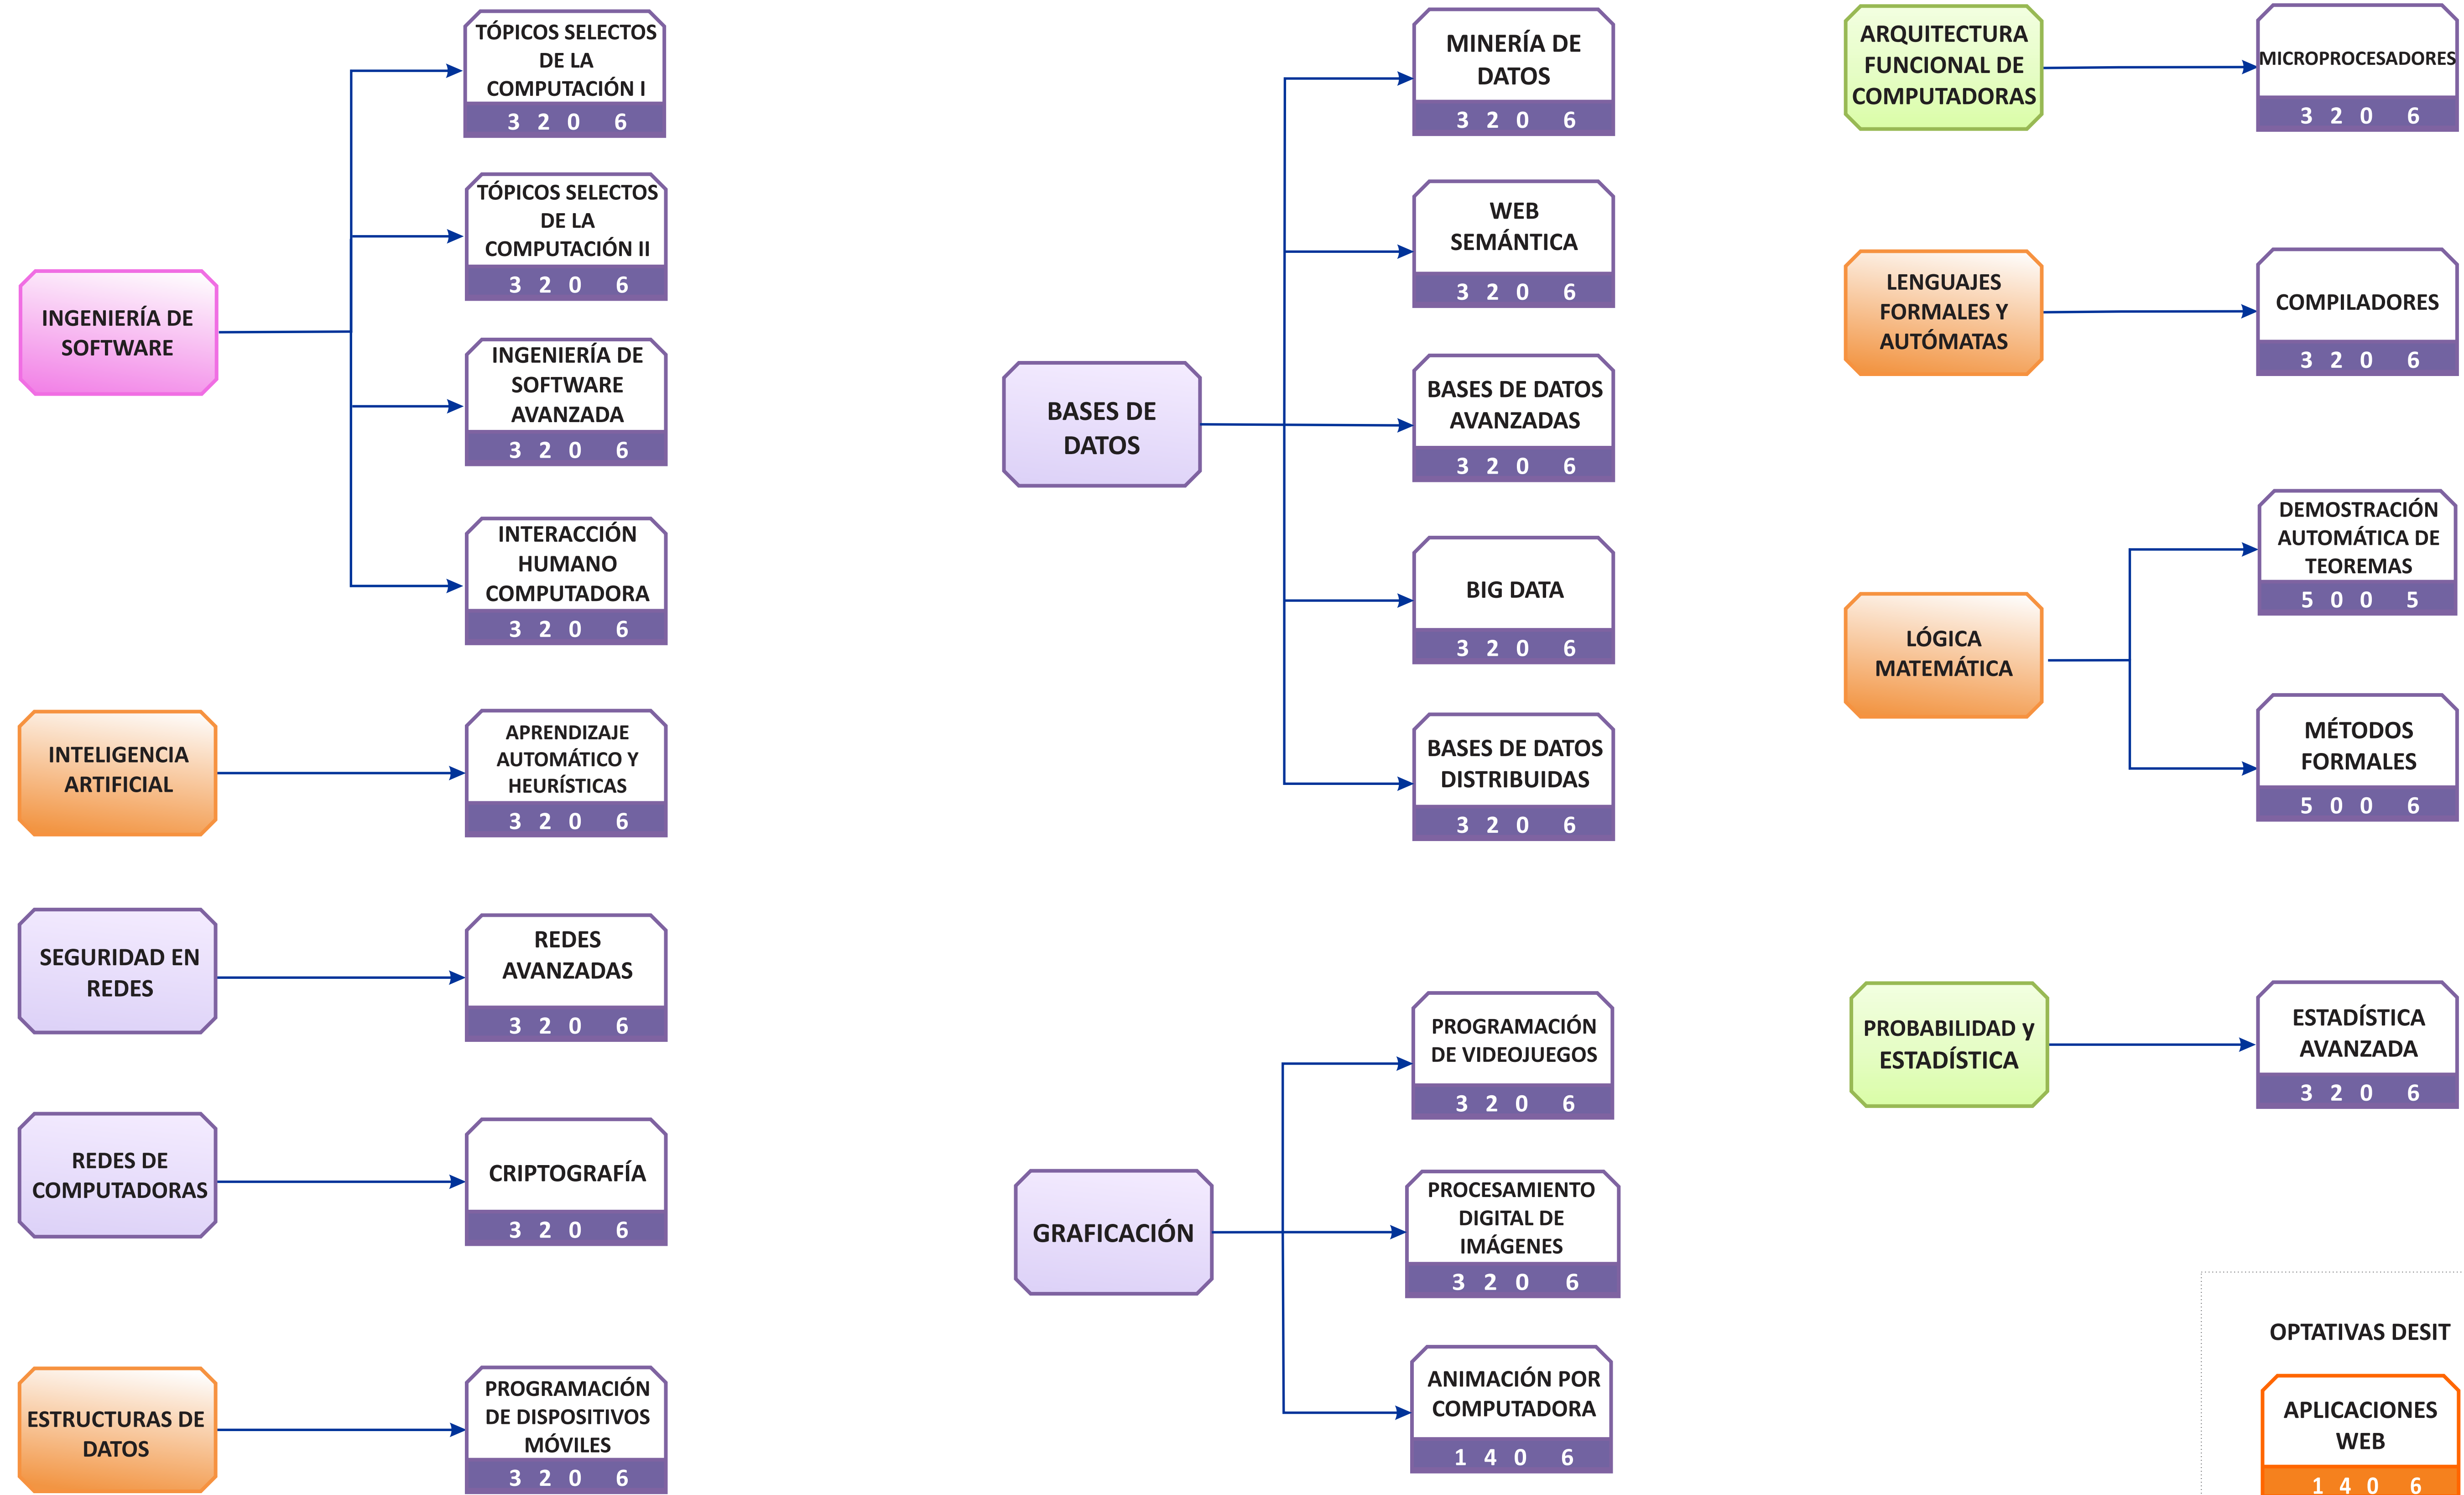 INGENIERÍA DE
SOFTWARE
TÓPICOS SELECTOS
DE LA
COMPUTACIÓN I
3 2 0 6
TÓPICOS SELECTOS
DE LA
COMPUTACIÓN II
3 2 0 6
INGENIERÍA DE
SOFTWARE
AVANZADA
3 2 0 6
INTERACCIÓN
HUMANO
COMPUTADORA
3 2 0 6
INTELIGENCIA
ARTIFICIAL
APRENDIZAJE
AUTOMÁTICO Y
HEURÍSTICAS
3 2 0 6
SEGURIDAD EN
REDES
REDES
AVANZADAS
3 2 0 6
REDES DE
COMPUTADORAS
CRIPTOGRAFÍA
3 2 0 6
ESTRUCTURAS DE
DATOS
PROGRAMACIÓN
DE DISPOSITIVOS
MÓVILES
3 2 0 6
BASES DE
DATOS
MINERÍA DE
DATOS
3 2 0 6
WEB
SEMÁNTICA
3 2 0 6
BASES DE DATOS
AVANZADAS
3 2 0 6
BIG DATA
3 2 0 6
BASES DE DATOS
DISTRIBUIDAS
3 2 0 6
GRAFICACIÓN
PROGRAMACIÓN
DE VIDEOJUEGOS
3 2 0 6
PROCESAMIENTO
DIGITAL DE
IMÁGENES
3 2 0 6
ANIMACIÓN POR
COMPUTADORA
1 4 0 6
ARQUITECTURA
FUNCIONAL DE
COMPUTADORAS
MICROPROCESADORES
3 2 0 6
LENGUAJES
FORMALES Y
AUTÓMATAS
COMPILADORES
3 2 0 6
LÓGICA
MATEMÁTICA
DEMOSTRACIÓN
AUTOMÁTICA DE
TEOREMAS
5 0 0 5
MÉTODOS
FORMALES
5 0 0 6
PROBABILIDAD y
ESTADÍSTICA
ESTADÍSTICA
AVANZADA
3 2 0 6
OPTATIVAS DESIT
APLICACIONES
WEB
1 4 0 6